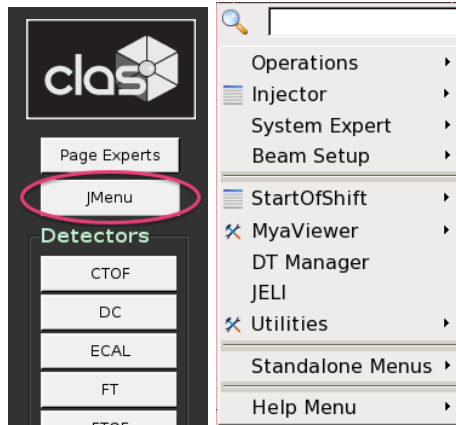 clas
Page Experts
JMenu
Detectors
CTOF
DC
ECAL
FT
FTOF
Operations
Injector
System Expert
Beam Setup
StartOfShift
MyaViewer
DT Manager
JELI
Utilities
Standalone Menus
Help Menu